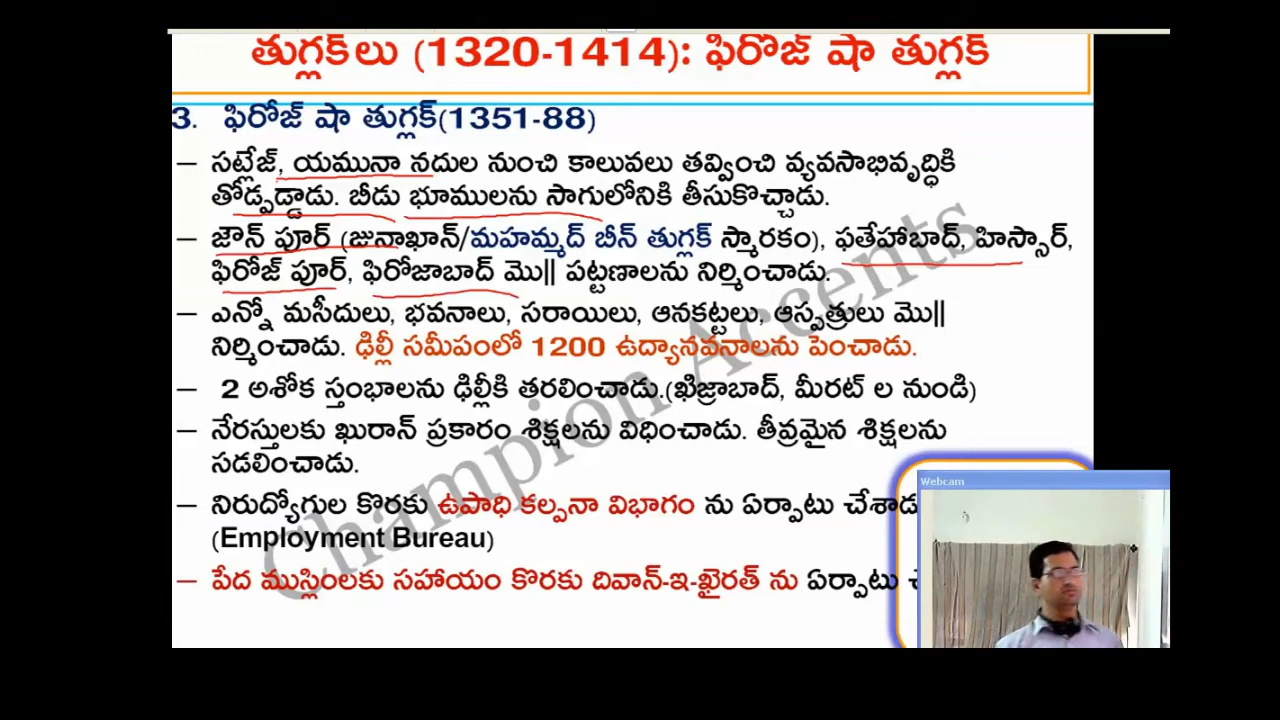 తుగ్లక్‌లు (1320-1414): ఫిరోజ్ షా తుగ్లక్
3. ఫిరోజ్ షా తుగ్లక్(1351-88)
– సట్లేజ్, యమునా నదుల నుంచి కాలువలు తవ్వించి వ్యవసాభివృద్ధికి
తోడ్పడ్డాడు. బీడు భూములను సాగులోనికి తీసుకొచ్చాడు.
– జౌన్ పూర్ (జునాఖాన్/మహమ్మద్ బీన్ తుగ్లక్ స్మారకం), ఫతేహాబాద్, హిస్సార్,
ఫిరోజ్ పూర్, ఫిరోజాబాద్ మొ|| పట్టణాలను నిర్మించాడు.
– ఎన్నో మసీదులు, భవనాలు, సరాయిలు, ఆనకట్టలు, ఆస్పత్రులు మొ||
నిర్మించాడు. ఢిల్లీ సమీపంలో 1200 ఉద్యానవనాలను పెంచాడు.
– 2 అశోక స్తంభాలను ఢిల్లీకి తరలించాడు.(ఖిజ్రాబాద్, మీరట్ ల నుండి)
– నేరస్తులకు ఖురాన్ ప్రకారం శిక్షలను విధించాడు. తీవ్రమైన శిక్షలను
సడలించాడు.
– నిరుద్యోగుల కొరకు ఉపాధి కల్పనా విభాగం ను ఏర్పాటు
(Employment Bureau)
– పేద ముస్లింలకు సహాయం కొరకు దివాన్-ఇ-ఖైరత్ ను ఏర్పాటు
Webcam
Champion Accents